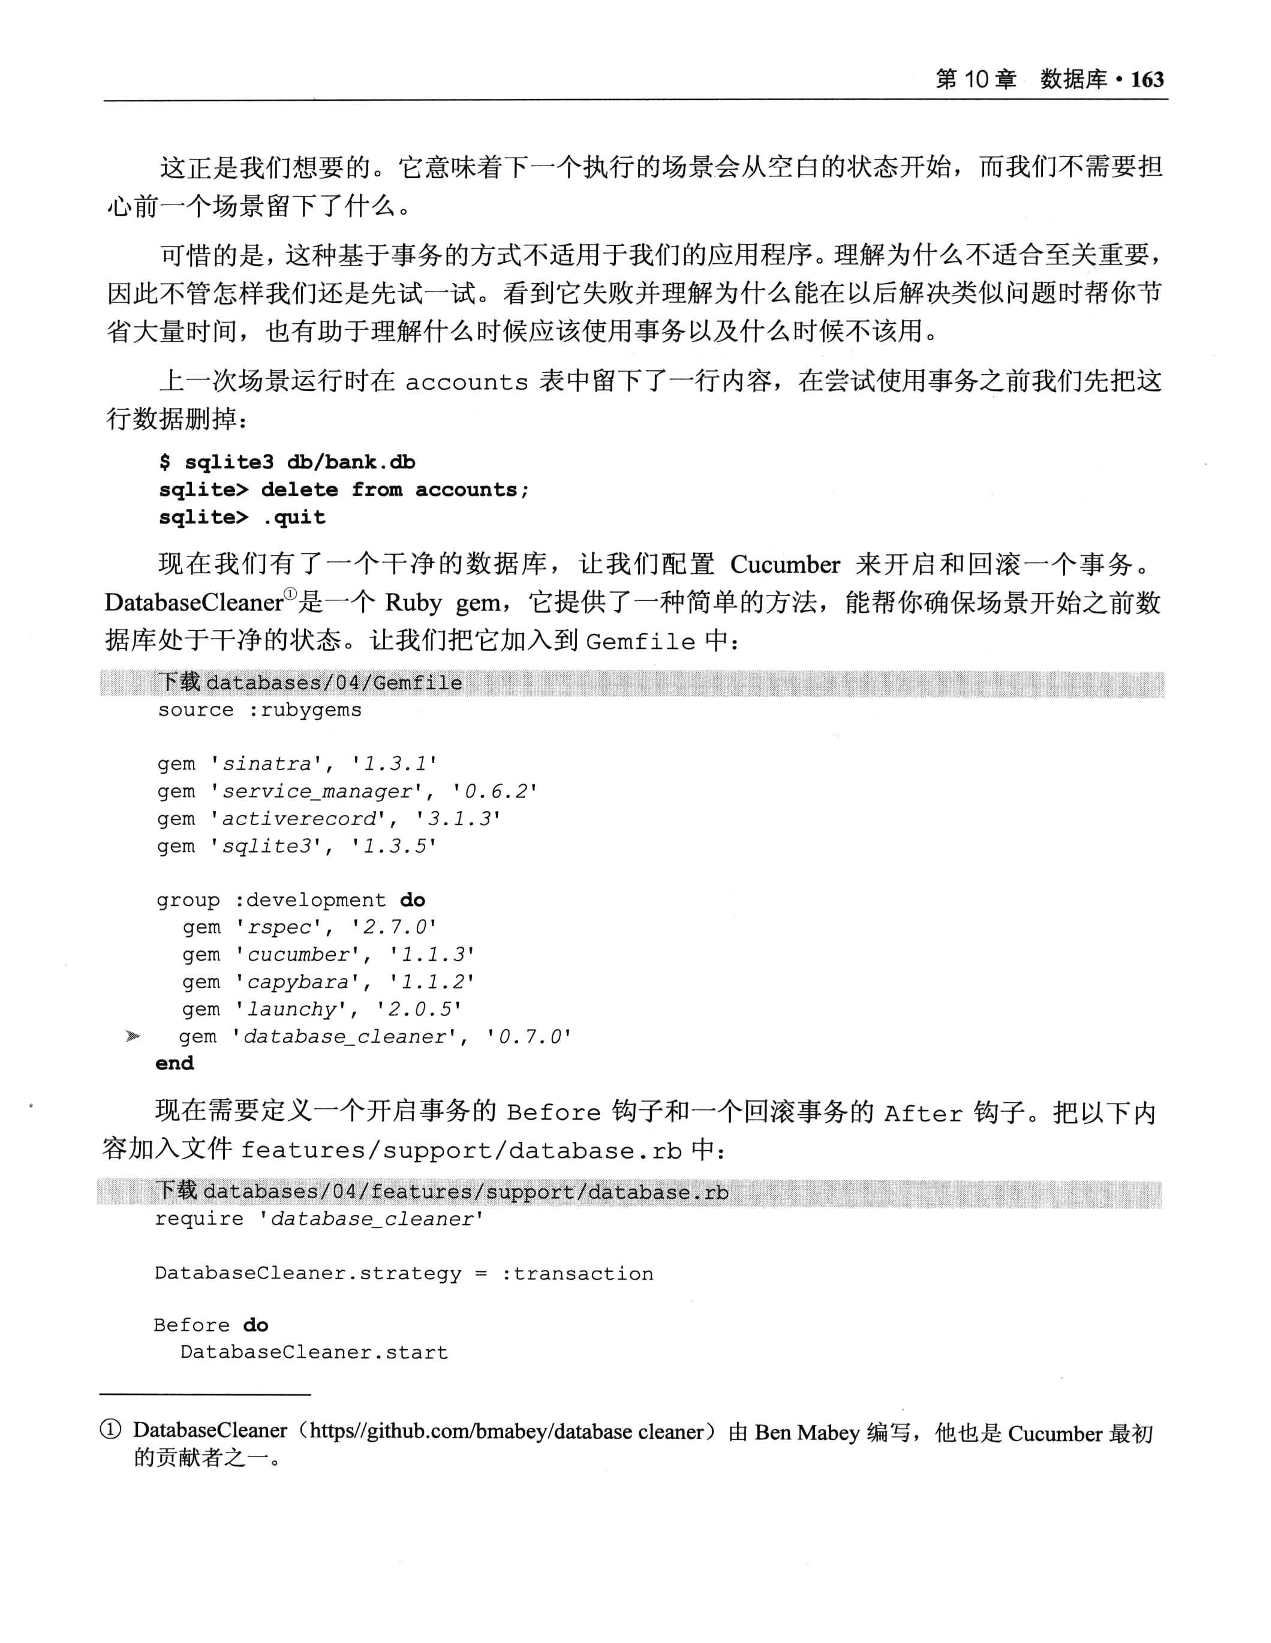 第 10 章　数据库 • 163
这正是我们想要的。它意味着下一个执行的场景会从空白的状态开始，而我们不需要担
心前一个场景留下了什么。
可惜的是，这种基于事务的方式不适用于我们的应用程序。理解为什么不适合至关重要，
因此不管怎样我们还是先试一试。看到它失败并理解为什么能在以后解决类似问题时帮你节
省大量时间，也有助于理解什么时候应该使用事务以及什么时候不该用。
上一次场景运行时在 accounts 表中留下了一行内容，在尝试使用事务之前我们先把这
行数据删掉：
$ sqlite3 db/bank.db
sqlite> delete from accounts;
sqlite> .quit
现在我们有了一个干净的数据库，让我们配置 Cucumber 来开启和回滚一个事务。
DatabaseCleaner①是一个 Ruby gem，它提供了一种简单的方法，能帮你确保场景开始之前数
据库处于干净的状态。让我们把它加入到 Gemfile 中：
下载 databases/04/Gemfile
source :rubygems
gem 'sinatra', '1.3.1'
gem 'service_manager', '0.6.2'
gem 'activerecord', '3.1.3'
gem 'sqlite3', '1.3.5'
group :development do
gem 'rspec', '2.7.0'
gem 'cucumber', '1.1.3'
gem 'capybara', '1.1.2'
gem 'launchy', '2.0.5'
➤ gem 'database_cleaner', '0.7.0'
end
现在需要定义一个开启事务的 Before 钩子和一个回滚事务的 After 钩子。把以下内
容加入文件 features/support/database.rb 中：
下载 databases/04/features/support/database.rb
require 'database_cleaner'
DatabaseCleaner.strategy = :transaction
Before do
DatabaseCleaner.start
① DatabaseCleaner（https//github.com/bmabey/database cleaner）由 Ben Mabey 编写，他也是 Cucumber 最初
的贡献者之一。